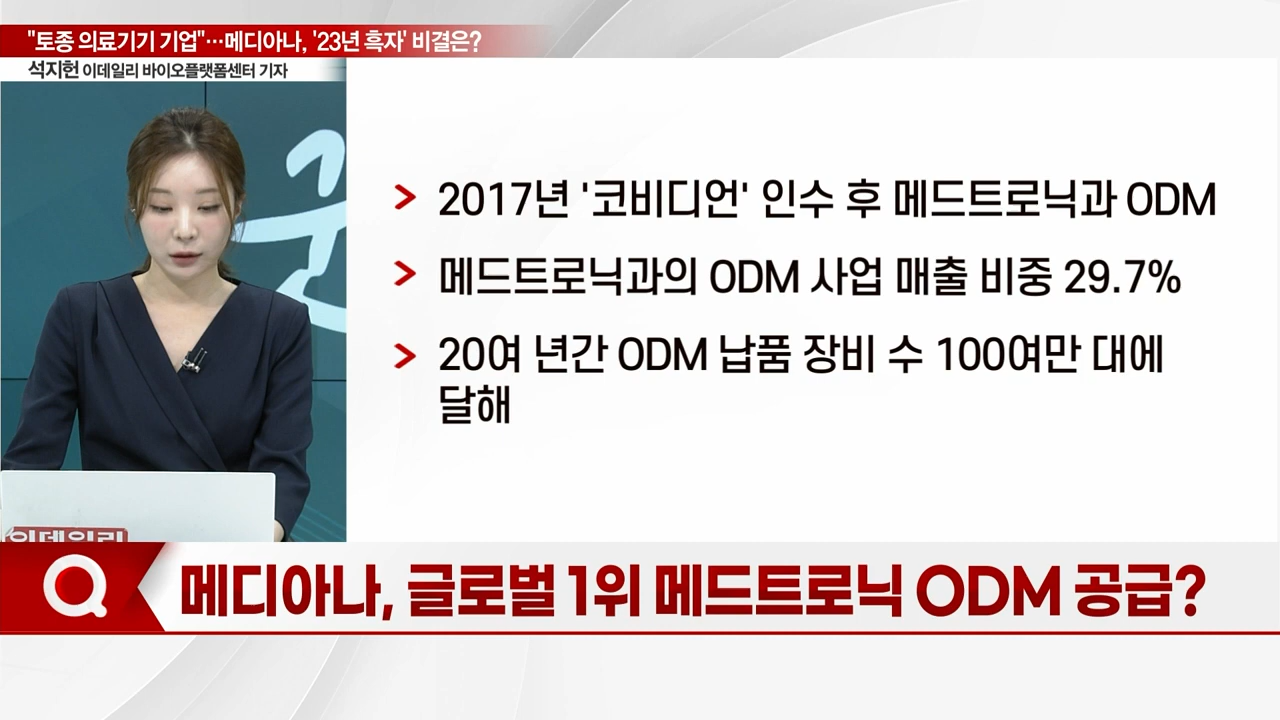 "토종 의료기기 기업"…메디아나, '23년 흑자' 비결은?
석지헌 이데일리 바이오플랫폼센터 기자
> 2017년 '코비디언' 인수 후 메드트로닉과 ODM
> 메드트로닉과의 ODM 사업 매출 비중 29.7%
> 20여 년간 ODM 납품 장비 수 100여만 대에
달해
이데일리
Q 메디아나, 글로벌 1위 메드트로닉 ODM 공급?